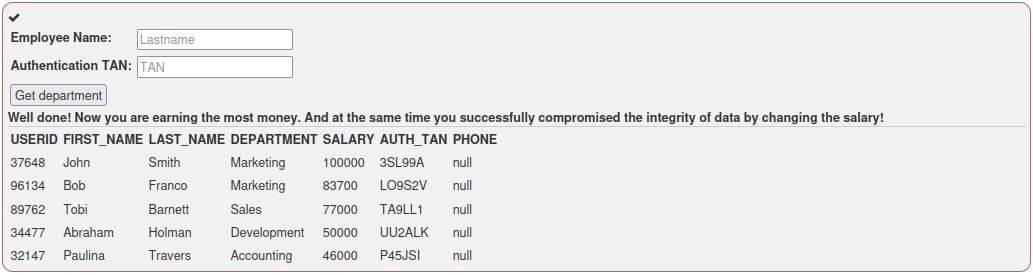 Employee Name: Lastname
Authentication TAN: TAN
Get department
Well done! Now you are earning the most money. And at the same time you successfully compromised the integrity of data by changing the salary!
USERID FIRST_NAME LAST_NAME DEPARTMENT SALARY AUTH_TAN PHONE
37648 John Smith Marketing 100000 3SL99A null
96134 Bob Franco Marketing 83700 LO9S2V null
89762 Tobi Barnett Sales 77000 TA9LL1 null
34477 Abraham Holman Development 50000 UU2ALK null
32147 Paulina Travers Accounting 46000 P45JSI null